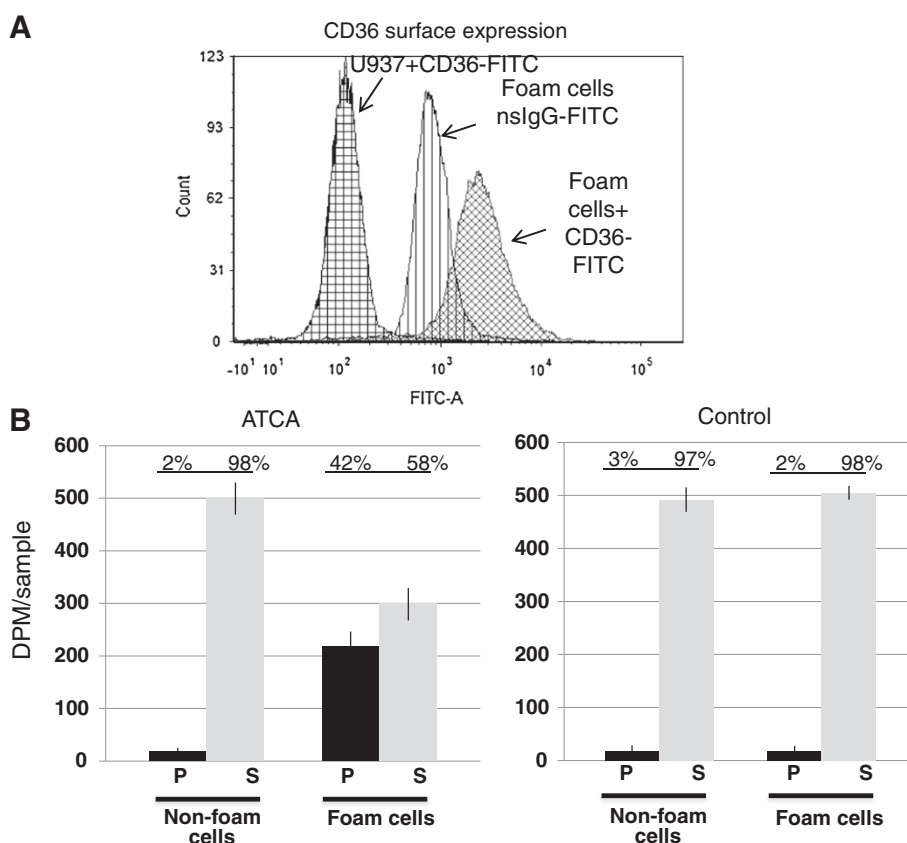 A
CD36 surface expression
123
93
62
31
0
Count
U937+CD36-FITC
Foam cells
nsIgG-FITC
Foam
cells+
CD36-
FITC
-10¹ 10¹ 10² 10³ 10⁴ 10⁵
FITC-A
B
ATCA
600
500
400
300
200
100
0
DPM/sample
2% 98% 42% 58%
P S P S
Non-foam
cells
Foam cells
Control
600
500
400
300
200
100
0
3% 97% 2% 98%
P S P S
Non-foam
cells
Foam cells